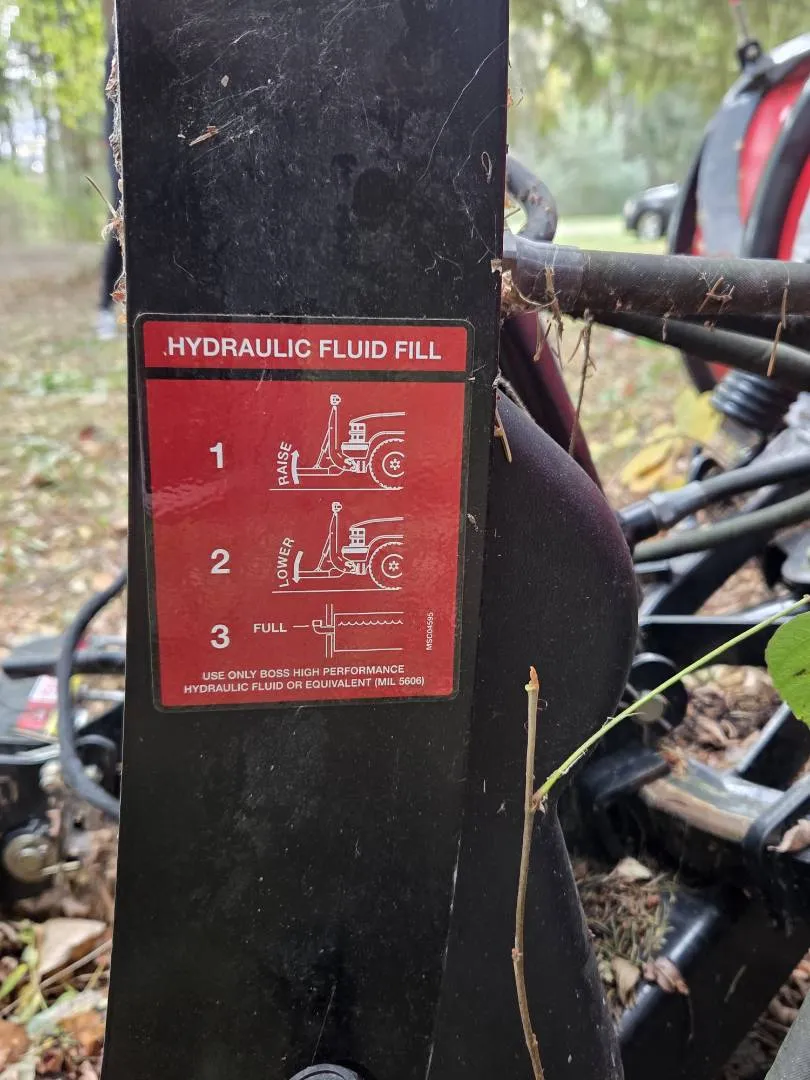 HYDRAULIC FLUID FILL
1
RAISE
2
LOWER
3
FULL
MSC04595
USE ONLY BOSS HIGH PERFORMANCE
HYDRAULIC FLUID OR EQUIVALENT (MIL 5606)